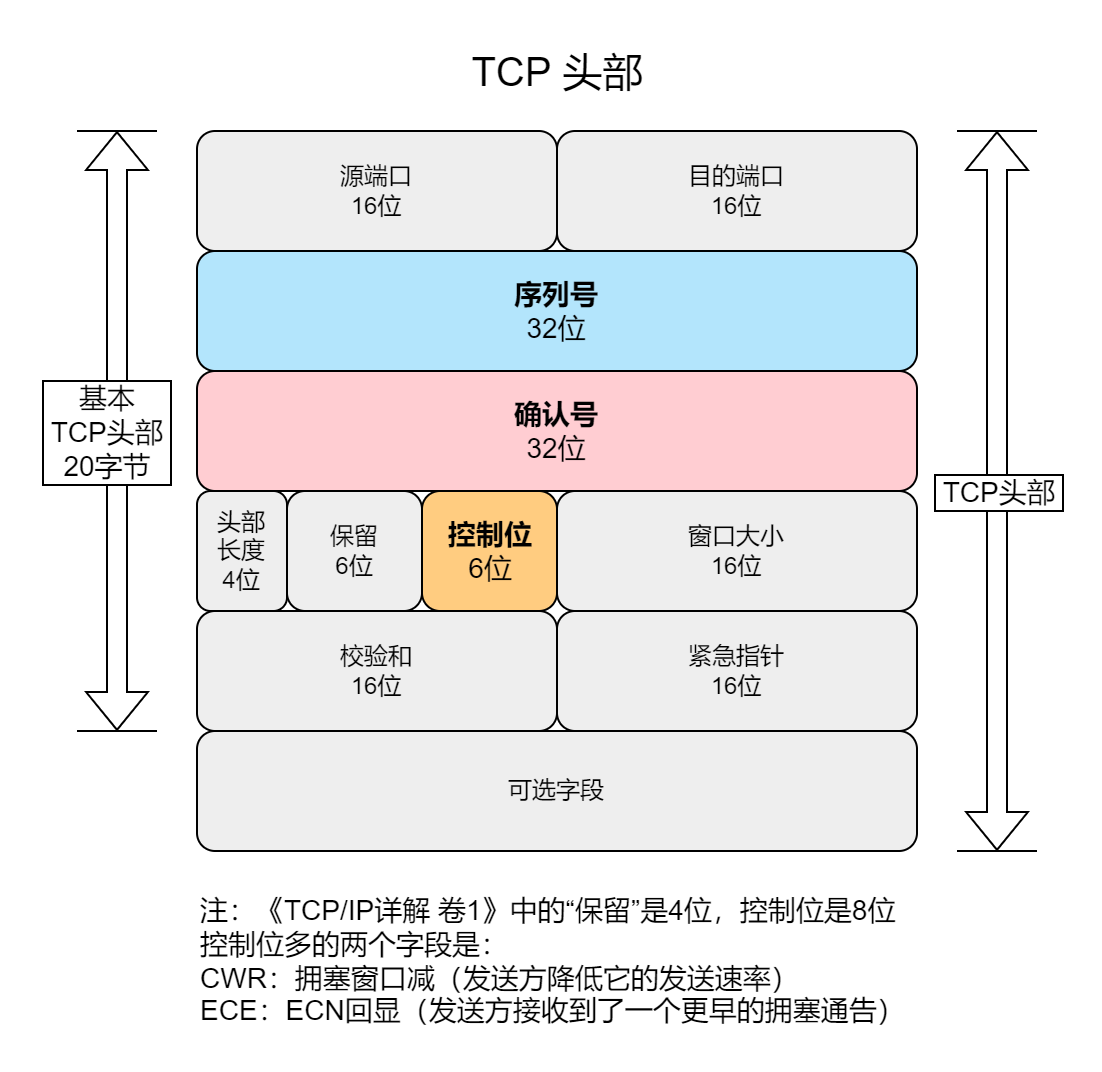 TCP 头部
源端口
16位
目的端口
16位
序列号
32位
确认号
32位
基本
TCP头部
20字节
TCP头部
头部
长度
4位
保留
6位
控制位
6位
窗口大小
16位
校验和
16位
紧急指针
16位
可选字段
注：《TCP/IP详解 卷1》中的“保留”是4位，控制位是8位
控制位多的两个字段是：
CWR：拥塞窗口减（发送方降低它的发送速率）
ECE：ECN回显（发送方接收到了一个更早的拥塞通告）